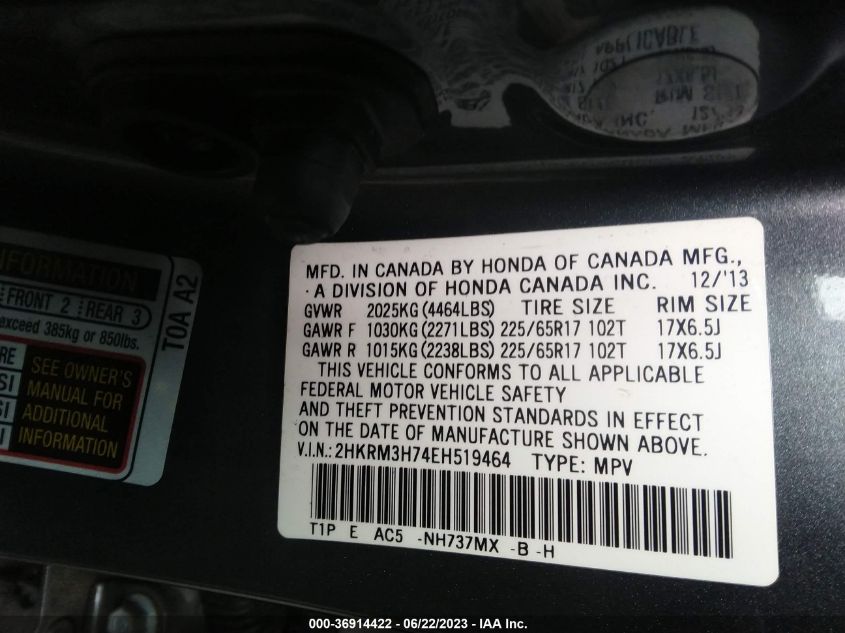 APPLICABLE
MFD. IN CANADA BY HONDA OF CANADA MFG.,
A DIVISION OF HONDA CANADA INC. 12/'13
GVWR 2025KG(4464LBS) TIRE SIZE RIM SIZE
GAWR F 1030KG(2271LBS) 225/65R17 102T 17X6.5J
GAWR R 1015KG(2238LBS) 225/65R17 102T 17X6.5J
THIS VEHICLE CONFORMS TO ALL APPLICABLE
FEDERAL MOTOR VEHICLE SAFETY
AND THEFT PREVENTION STANDARDS IN EFFECT
ON THE DATE OF MANUFACTURE SHOWN ABOVE.
V.I.N.: 2HKRM3H74EH519464 TYPE: MPV
T1P E AC5 -NH737MX -B -H
INFORMATION
FRONT 2 REAR 3
exceed 385kg or 850lbs.
T0A A2
SEE OWNER'S
MANUAL FOR
ADDITIONAL
INFORMATION
000-36914422 - 06/22/2023 - IAA Inc.